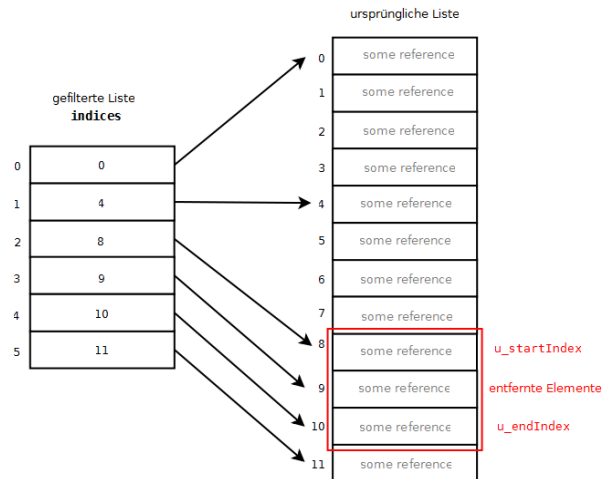 ursprüngliche Liste
gefilterte Liste
indices
0 0
1 4
2 8
3 9
4 10
5 11
0 some reference
1 some reference
2 some reference
3 some reference
4 some reference
5 some reference
6 some reference
7 some reference
8 some reference u_startIndex
9 some reference entfernte Elemente
10 some reference u_endIndex
11 some reference